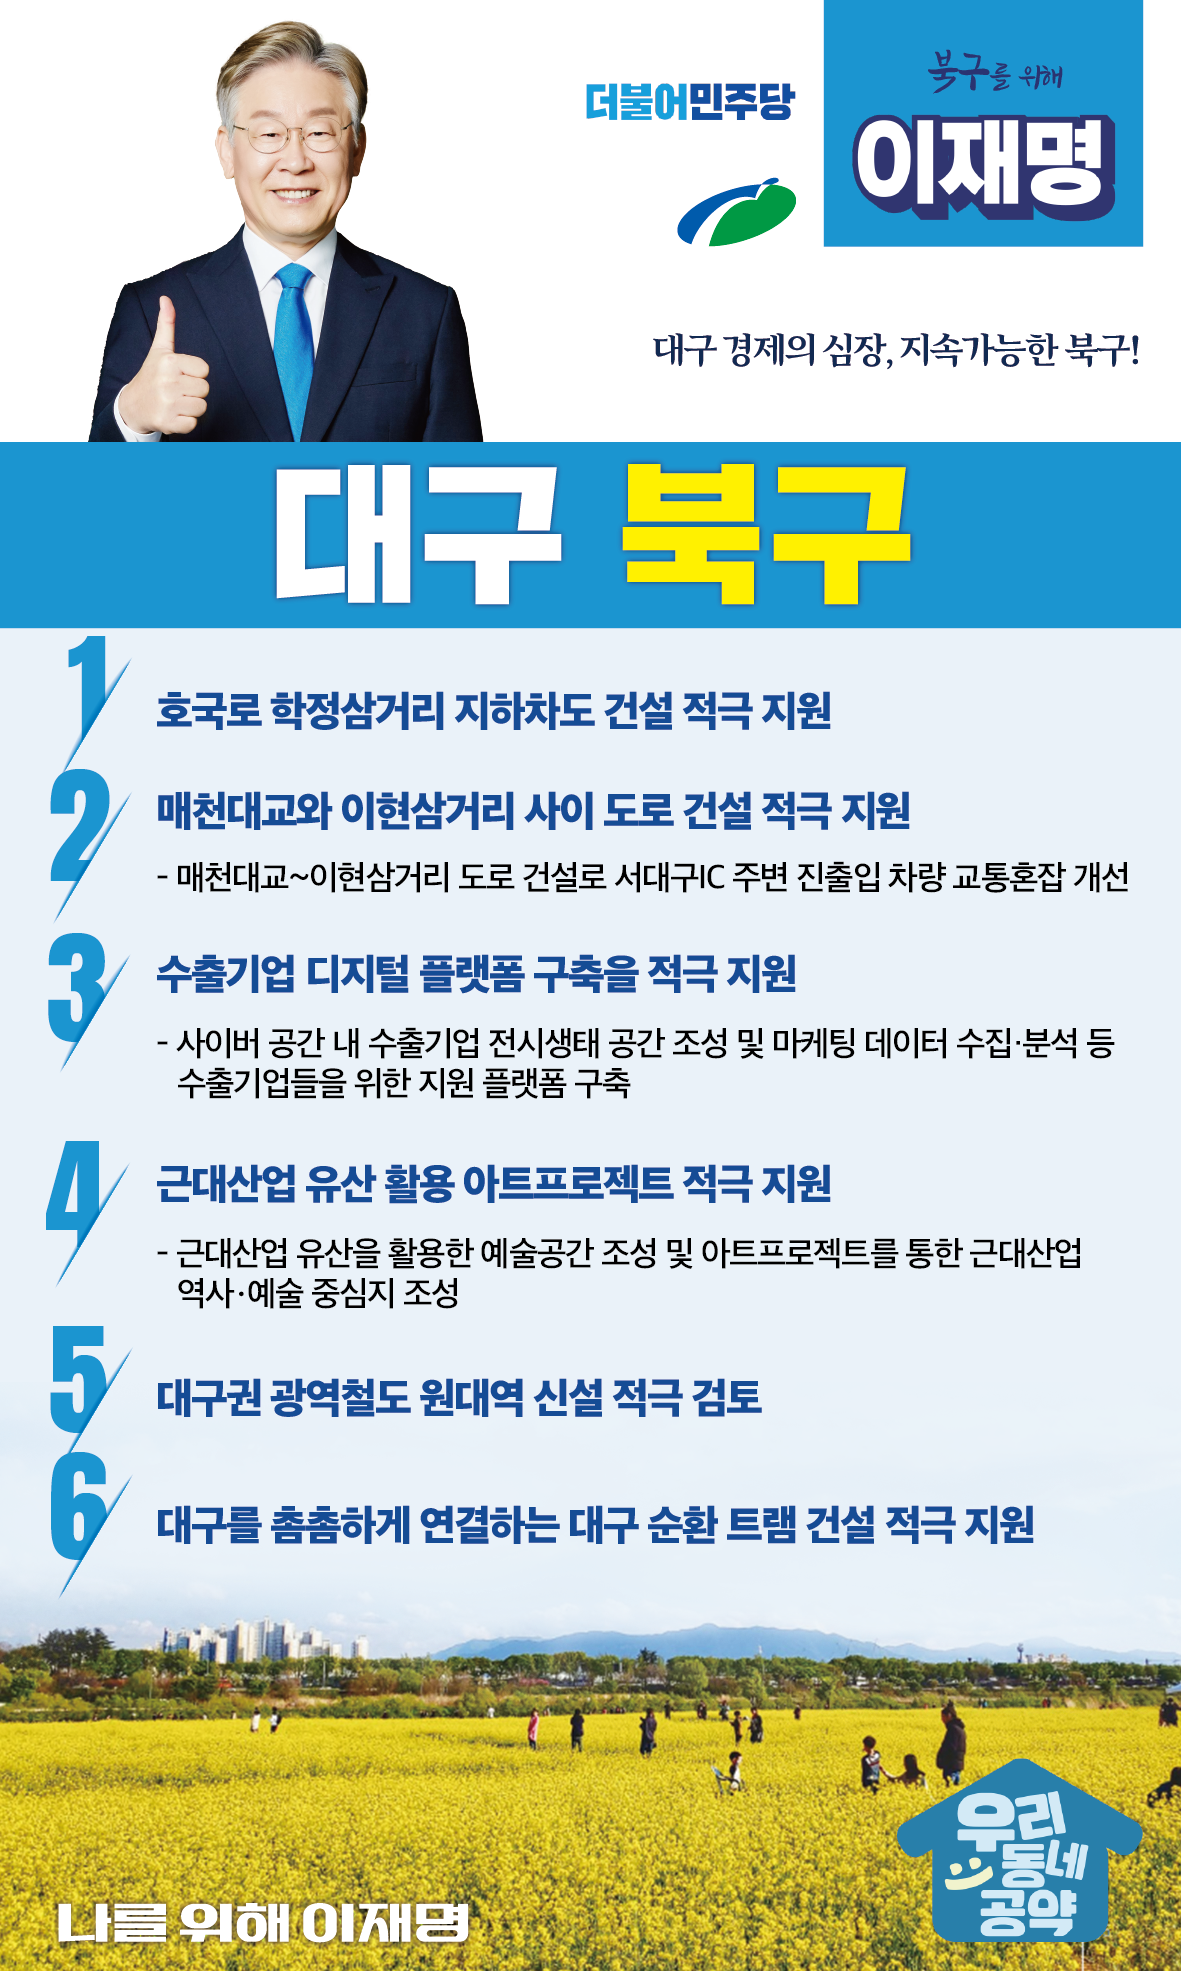 더불어민주당
북구를 위해
이재명
대구 경제의 심장, 지속가능한 북구!
대구 북구
1
호국로 학정삼거리 지하차도 건설 적극 지원
2
매천대교와 이현삼거리 사이 도로 건설 적극 지원
- 매천대교~이현삼거리 도로 건설로 서대구IC 주변 진출입 차량 교통혼잡 개선
3
수출기업 디지털 플랫폼 구축을 적극 지원
- 사이버 공간 내 수출기업 전시생태 공간 조성 및 마케팅 데이터 수집·분석 등
수출기업들을 위한 지원 플랫폼 구축
4
근대산업 유산 활용 아트프로젝트 적극 지원
- 근대산업 유산을 활용한 예술공간 조성 및 아트프로젝트를 통한 근대산업
역사·예술 중심지 조성
5
대구권 광역철도 원대역 신설 적극 검토
6
대구를 촘촘하게 연결하는 대구 순환 트램 건설 적극 지원
우리
동네
공약
나를 위해 이재명